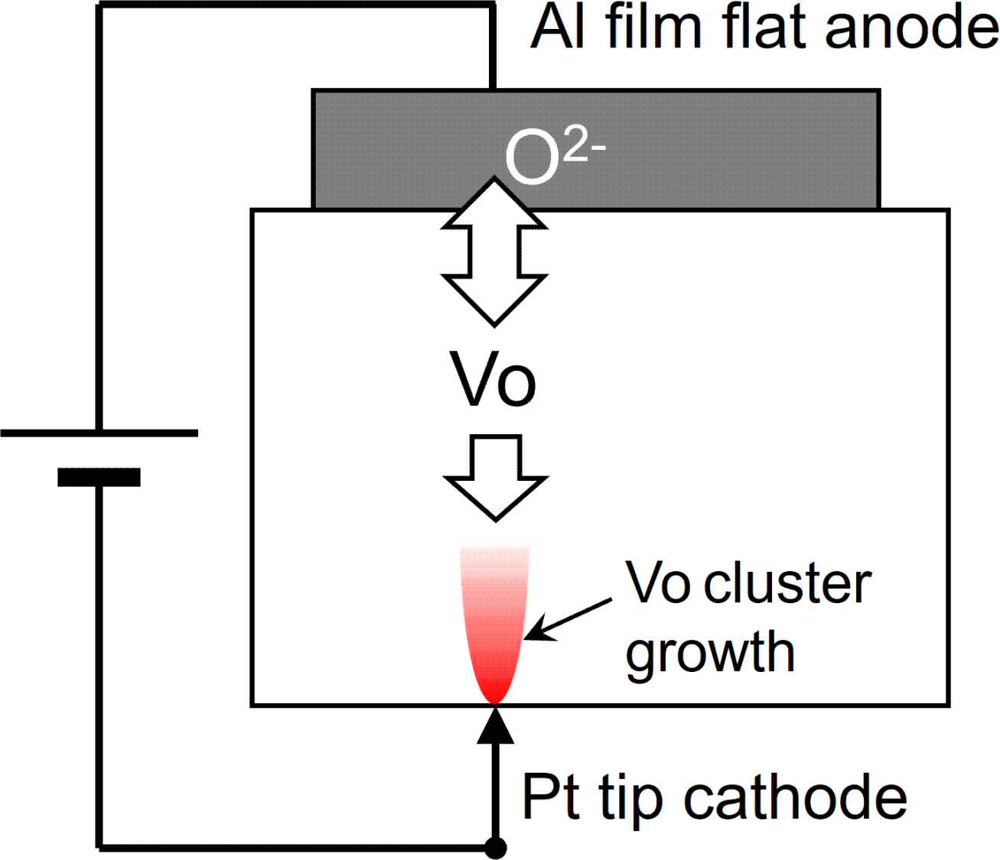 Al film flat anode
O²⁻
Vo
Vo cluster
growth
Pt tip cathode